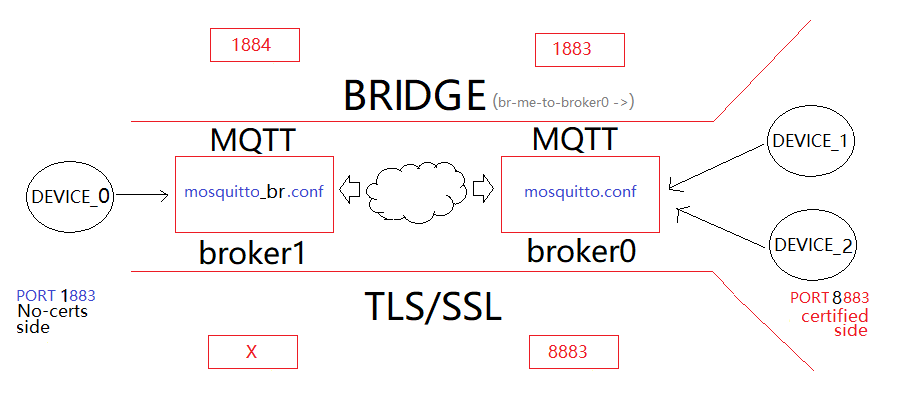 1884
1883
BRIDGE (br-me-to-broker0 ->)
MQTT
MQTT
DEVICE_1
DEVICE_0
mosquitto_br.conf
mosquitto.conf
broker1
broker0
DEVICE_2
PORT 1883
No-certs
side
TLS/SSL
PORT 8883
certified
side
X
8883